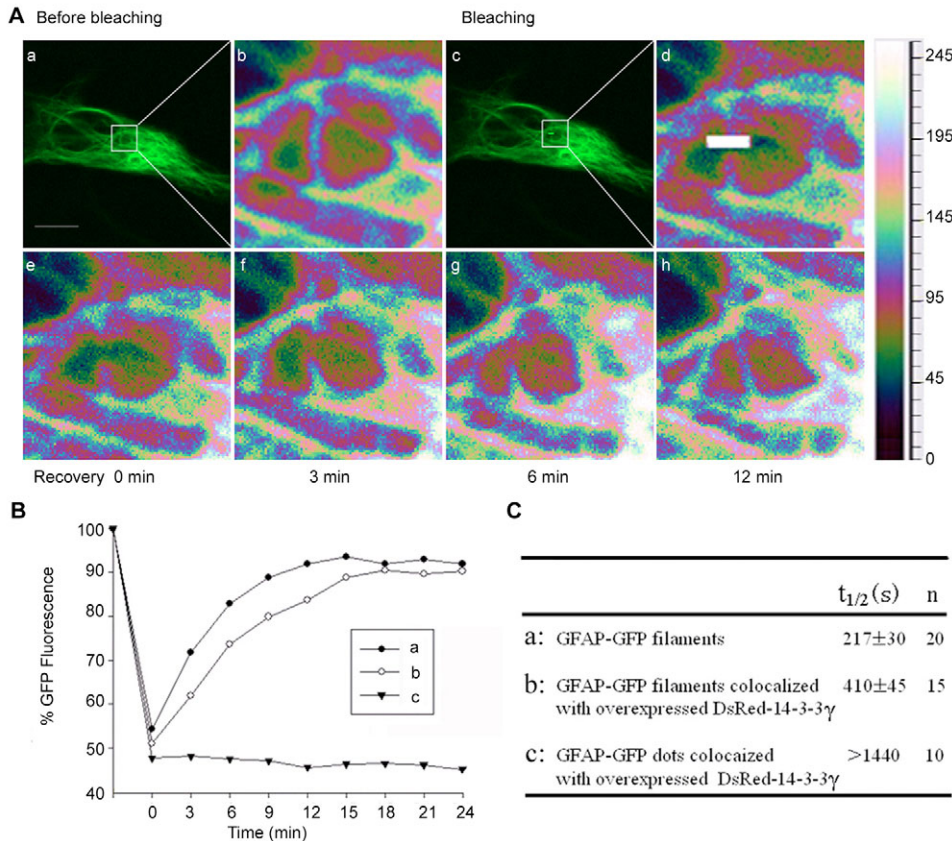 A Before bleaching Bleaching
a b c d
245
195
145
95
45
0
e f g h
Recovery 0 min 3 min 6 min 12 min
B
100
90
80
70
60
50
40
% GFP Fluorescence
a
b
c
0 3 6 9 12 15 18 21 24
Time (min)
C
t1/2(s) n
a: GFAP-GFP filaments 217±30 20
b: GFAP-GFP filaments colocalized 410±45 15
with overexpressed DsRed-14-3-3γ
c: GFAP-GFP dots colocaized >1440 10
with overexpressed DsRed-14-3-3γ